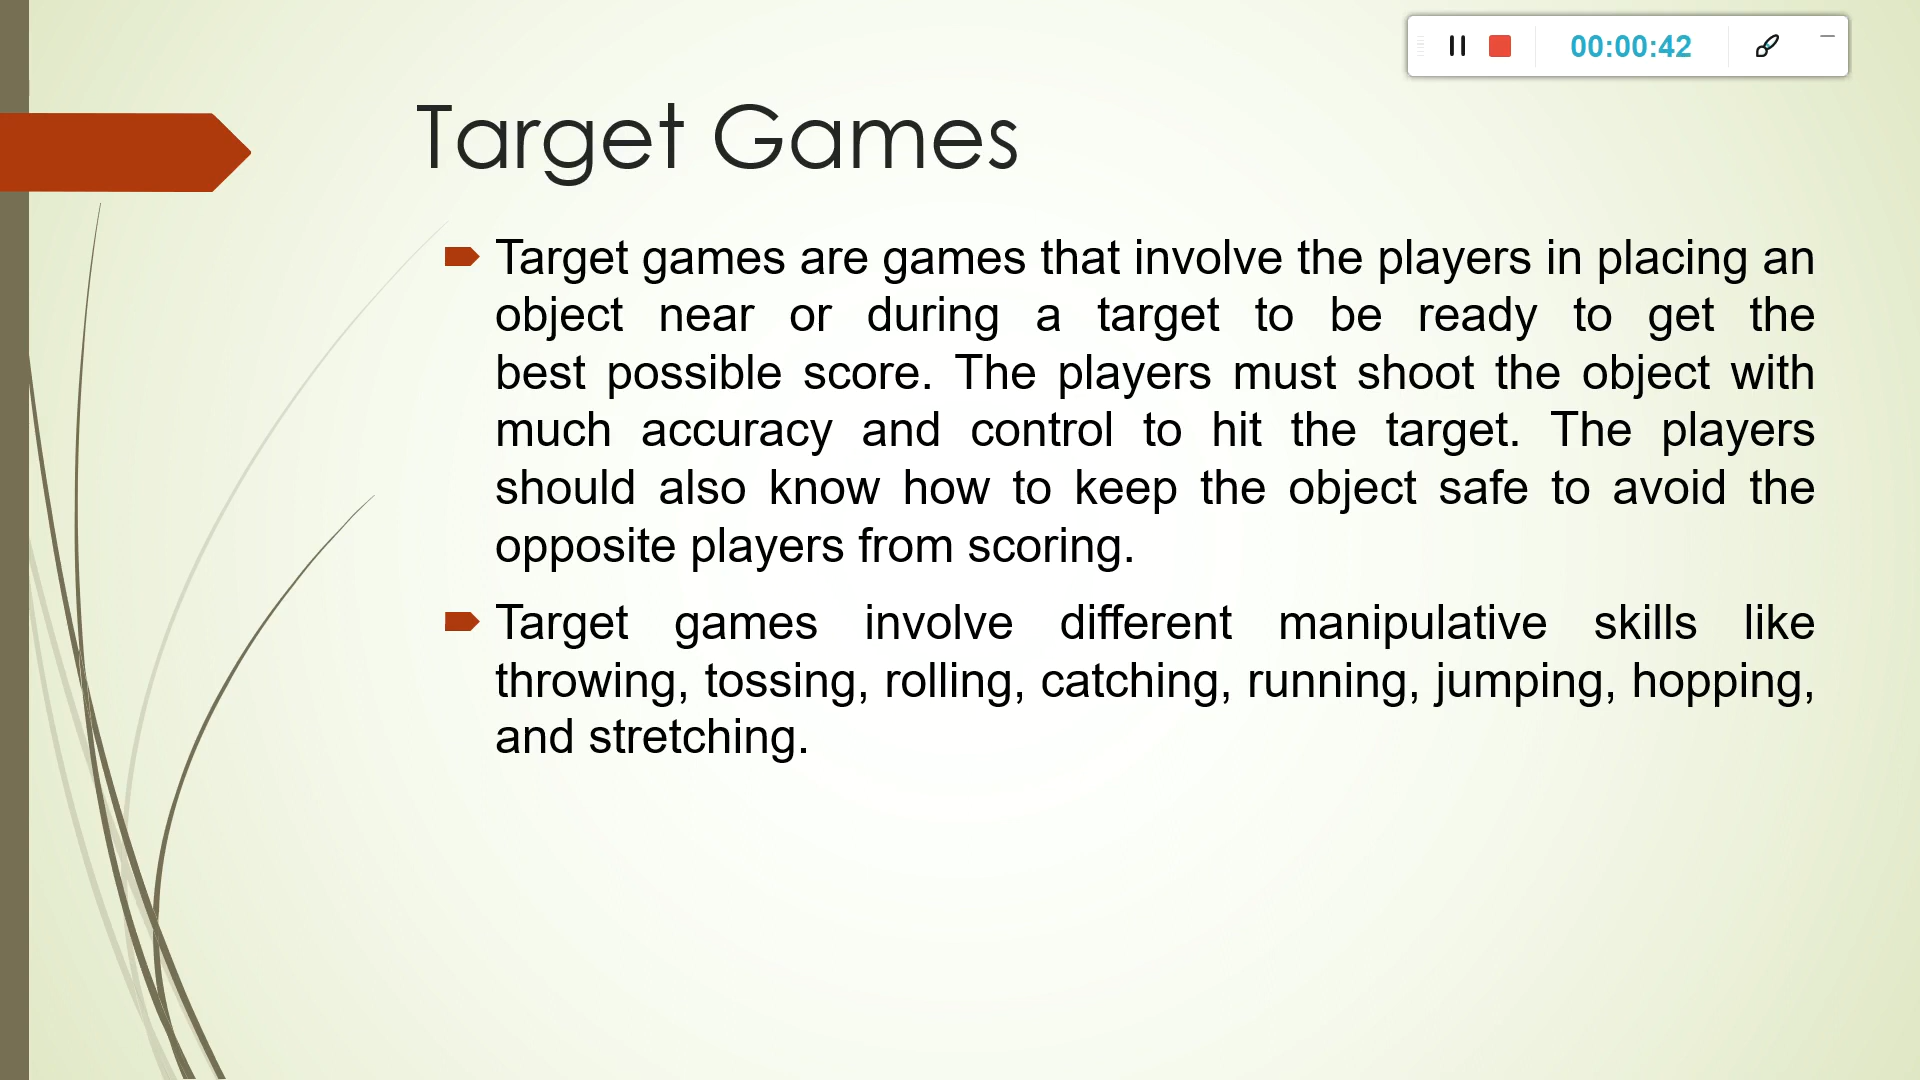 00:00:42
Target Games
Target games are games that involve the players in placing an
object near or during a target to be ready to get the
best possible score. The players must shoot the object with
much accuracy and control to hit the target. The players
should also know how to keep the object safe to avoid the
opposite players from scoring.
Target games involve different manipulative skills like
throwing, tossing, rolling, catching, running, jumping, hopping,
and stretching.